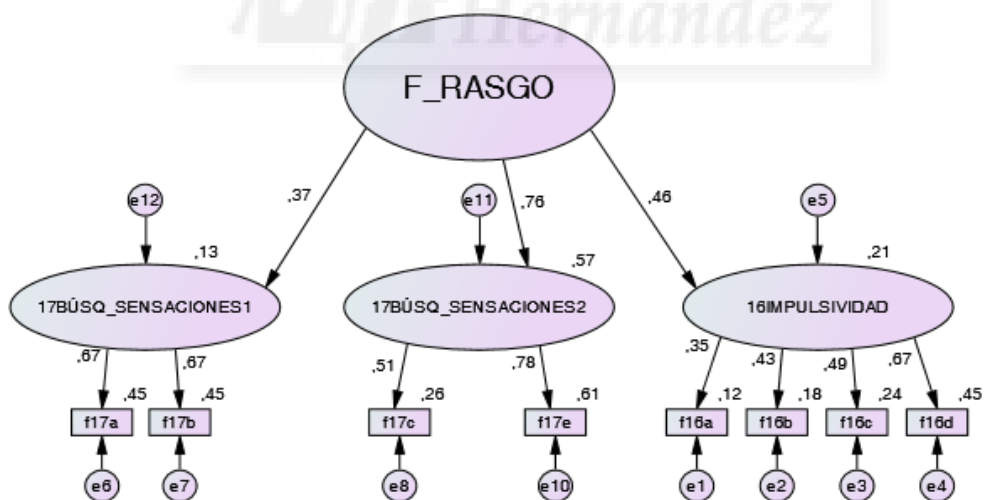 Hernández
F_RASGO
,37
,76
,46
e12
e11
e5
,13
,57
,21
17BÚSQ_SENSACIONES1
17BÚSQ_SENSACIONES2
16IMPULSIVIDAD
,67
,67
,51
,78
,35
,43
,49
,67
,45
,45
,26
,61
,12
,18
,24
,45
f17a
f17b
f17c
f17e
f16a
f16b
f16c
f16d
e6
e7
e8
e10
e1
e2
e3
e4